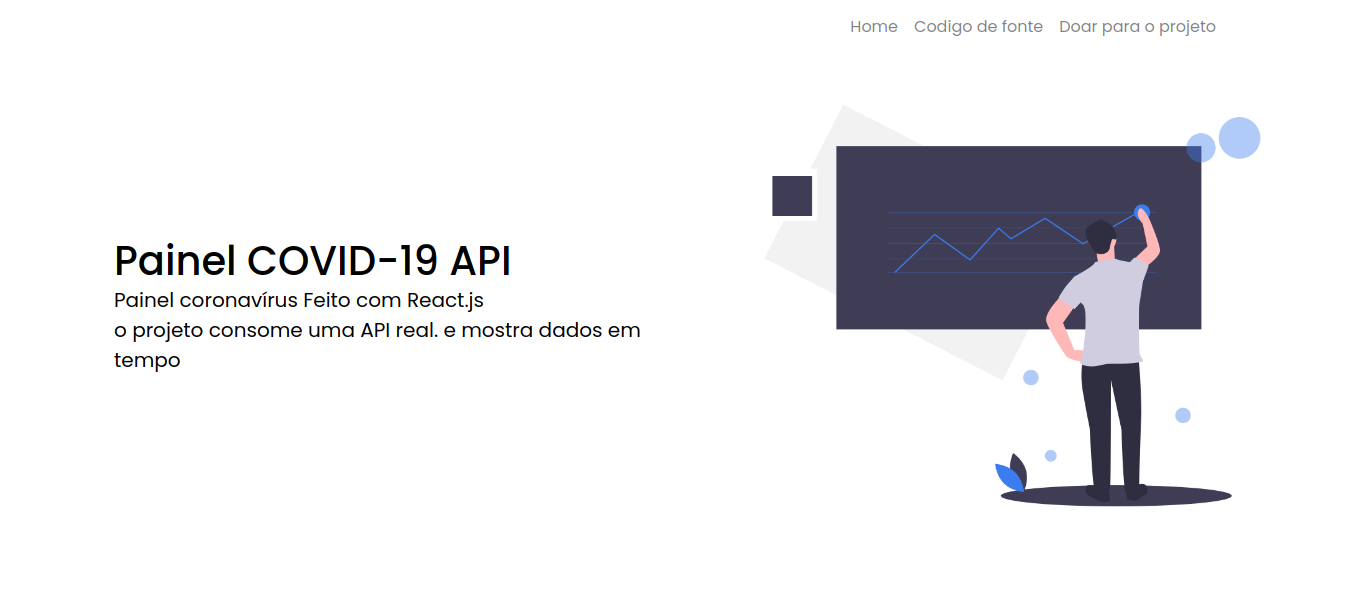 Home Codigo de fonte Doar para o projeto
Painel COVID-19 API
Painel coronavírus Feito com React.js
o projeto consome uma API real. e mostra dados em
tempo